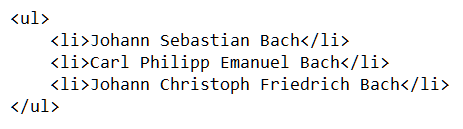 <ul>
    <li>Johann Sebastian Bach</li>
    <li>Carl Philipp Emanuel Bach</li>
    <li>Johann Christoph Friedrich Bach</li>
</ul>